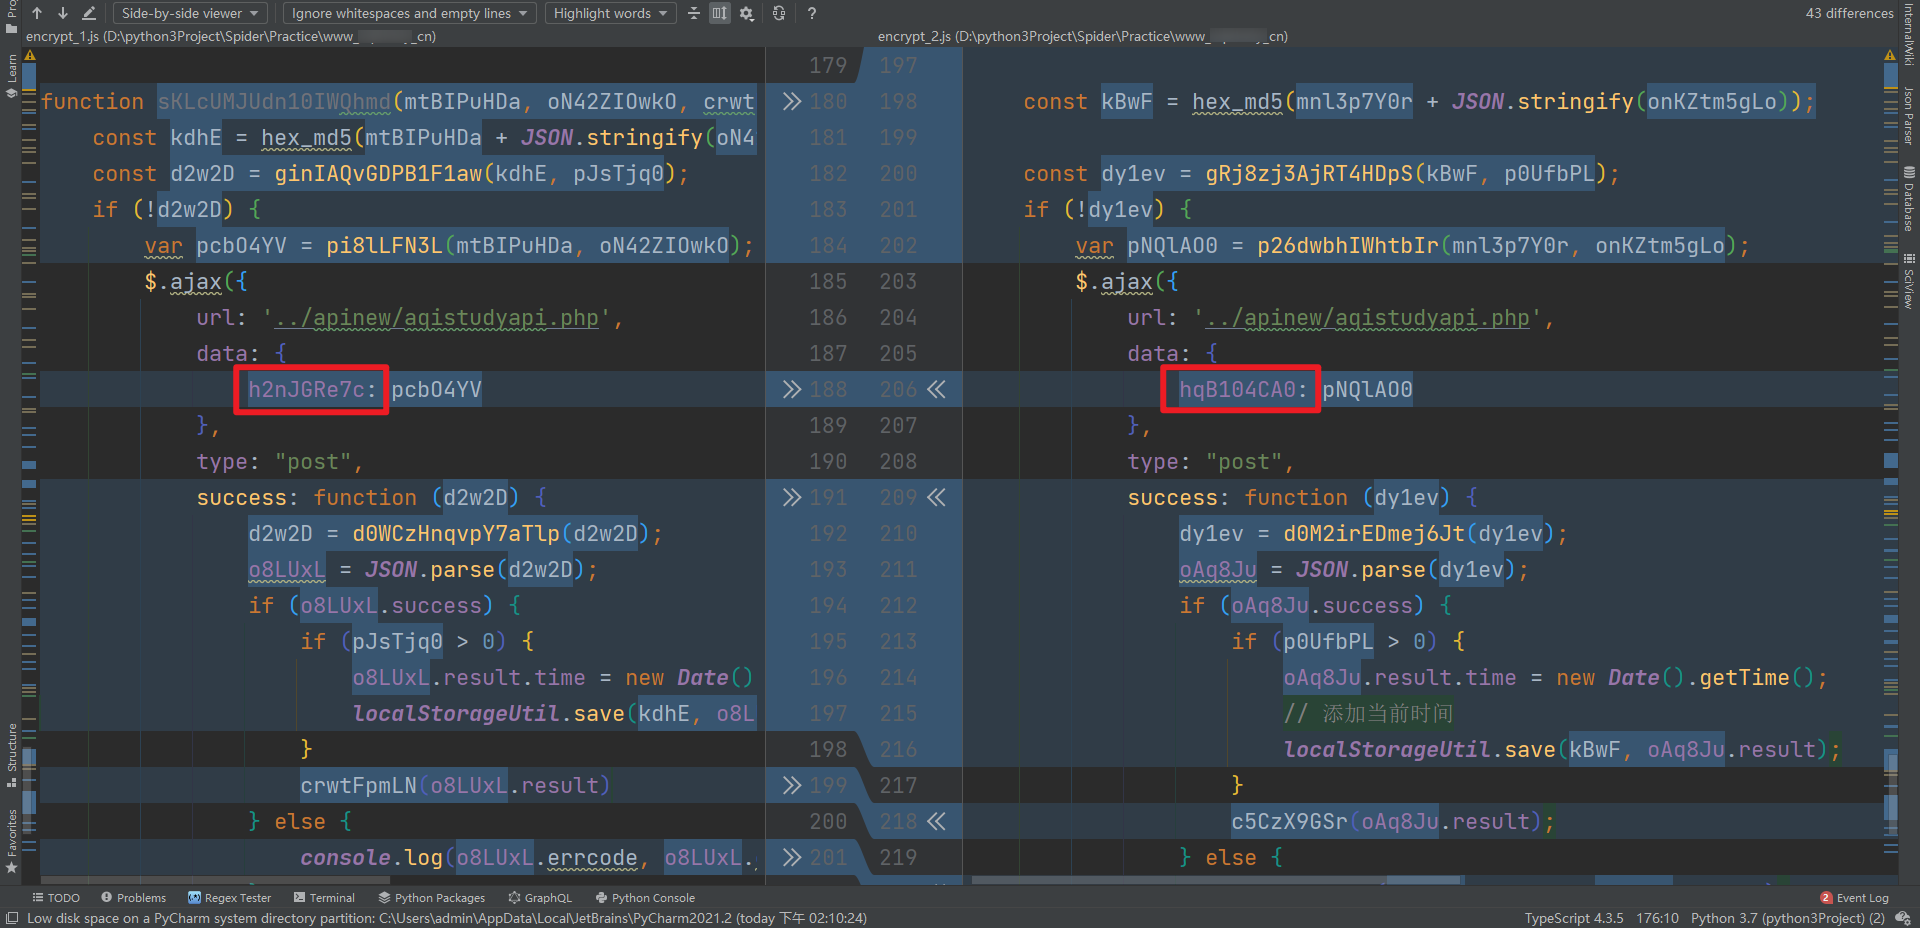 Side-by-side viewer Ignore whitespaces and empty lines Highlight words ? 43 differences
encrypt_1.js (D:\python3Project\Spider\Practice\www_ _cn) encrypt_2.js (D:\python3Project\Spider\Practice\www_ _cn)
Learn
Structure
Favorites
179 197
function sKLcUMJUdn10IWQhmd(mtBIPuHDa, oN42ZIOwkO, crwt 180 198 const kBwF = hex_md5(mnl3p7Y0r + JSON.stringify(onKZtm5gLo));
const kdhE = hex_md5(mtBIPuHDa + JSON.stringify(oN4 181 199
const d2w2D = ginIAQvGDPB1F1aw(kdhE, pJsTjq0); 182 200 const dy1ev = gRj8zj3AjRT4HDpS(kBwF, p0UfbPL);
if (!d2w2D) { 183 201 if (!dy1ev) {
var pcbO4YV = pi8lLFN3L(mtBIPuHDa, oN42ZIOwkO); 184 202 var pNQlAO0 = p26dwbhIWhtbIr(mnl3p7Y0r, onKZtm5gLo);
$.ajax({ 185 203 $.ajax({
url: '../apinew/aqistudyapi.php', 186 204 url: '../apinew/aqistudyapi.php',
data: { 187 205 data: {
h2nJGRe7c: pcbO4YV 188 206 hqB104CA0: pNQlAO0
}, 189 207 },
type: "post", 190 208 type: "post",
success: function (d2w2D) { 191 209 success: function (dy1ev) {
d2w2D = d0WCzHnqvpY7aTlp(d2w2D); 192 210 dy1ev = d0M2irEDmej6Jt(dy1ev);
o8LUxL = JSON.parse(d2w2D); 193 211 oAq8Ju = JSON.parse(dy1ev);
if (o8LUxL.success) { 194 212 if (oAq8Ju.success) {
if (pJsTjq0 > 0) { 195 213 if (p0UfbPL > 0) {
o8LUxL.result.time = new Date() 196 214 oAq8Ju.result.time = new Date().getTime();
localStorageUtil.save(kdhE, o8L 197 215 // 添加当前时间
} 198 216 localStorageUtil.save(kBwF, oAq8Ju.result);
crwtFpmLN(o8LUxL.result) 199 217 }
} else { 200 218 c5CzX9GSr(oAq8Ju.result);
console.log(o8LUxL.errcode, o8LUxL. 201 219 } else {
InternalWiki
Json Parser
Database
SciView
TODO Problems Regex Tester Terminal Python Packages GraphQL Python Console 2 Event Log
Low disk space on a PyCharm system directory partition: C:\Users\admin\AppData\Local\JetBrains\PyCharm2021.2 (today 下午 02:10:24) TypeScript 4.3.5 176:10 Python 3.7 (python3Project) (2)